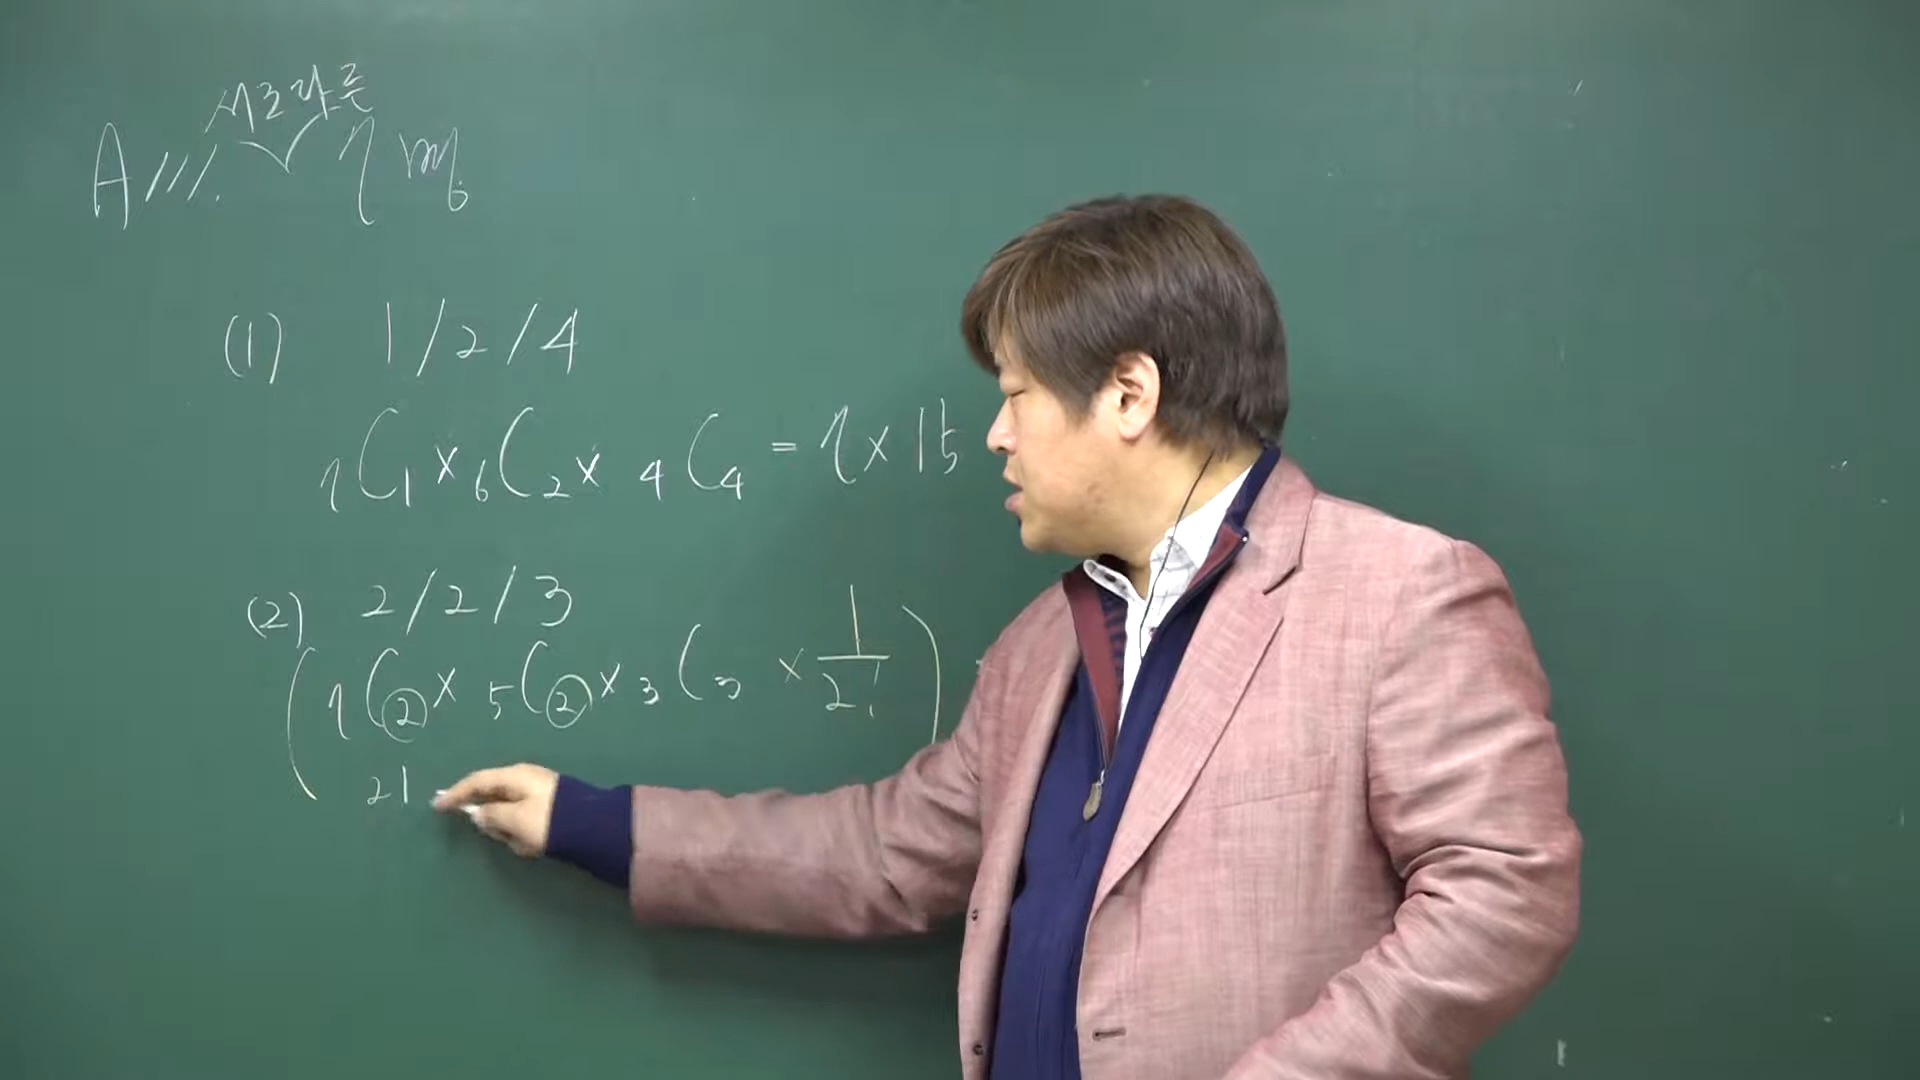 서로다른
A///. 7 m.
(1) 1/2/4
7C1 × 6C2 × 4C4 = 7 × 15
(2) 2/2/3
( 7C2 × 5C2 × 3C3 × 1/2! )
21